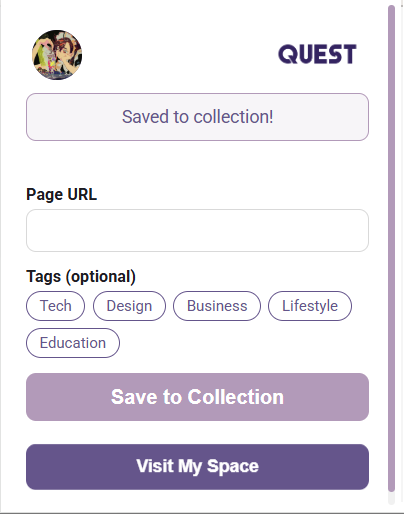 QUEST
Saved to collection!
Page URL
Tags (optional)
Tech Design Business Lifestyle
Education
Save to Collection
Visit My Space